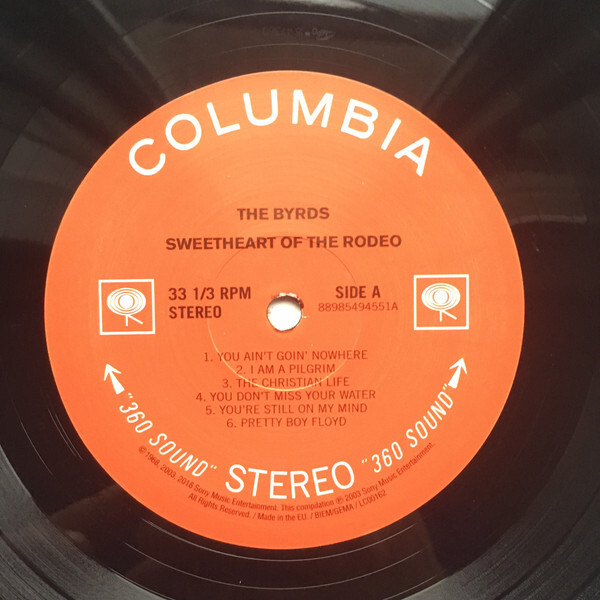 COLUMBIA
THE BYRDS
SWEETHEART OF THE RODEO
33 1/3 RPM
STEREO
SIDE A
88985494551A
1. YOU AIN'T GOIN' NOWHERE
2. I AM A PILGRIM
3. THE CHRISTIAN LIFE
4. YOU DON'T MISS YOUR WATER
5. YOU'RE STILL ON MY MIND
6. PRETTY BOY FLOYD
"360 SOUND" STEREO "360 SOUND"
© 1968, 2003, 2018 Sony Music Entertainment. This compilation ℗ 2003 Sony Music Entertainment.
All Rights Reserved. / Made in the EU. / BIEM/GEMA / LC00162